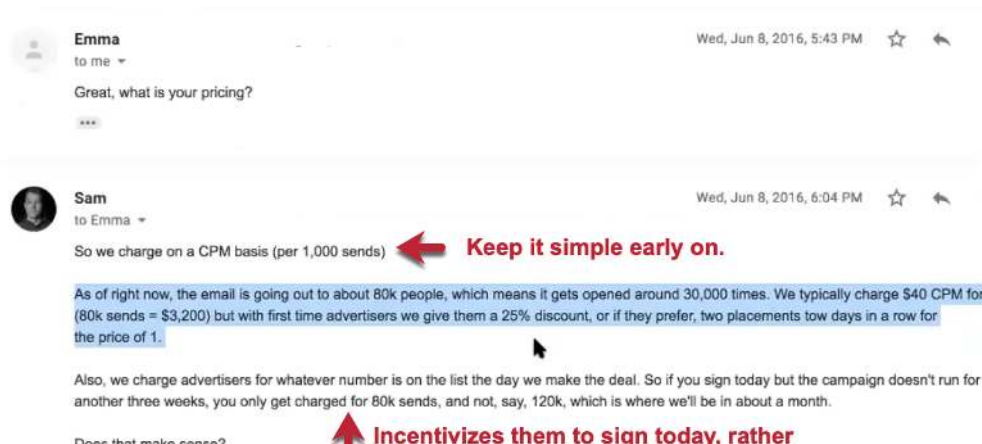 Emma
Wed, Jun 8, 2016, 5:43 PM
to me
Great, what is your pricing?
Sam
Wed, Jun 8, 2016, 6:04 PM
to Emma
So we charge on a CPM basis (per 1,000 sends)
Keep it simple early on.
As of right now, the email is going out to about 80k people, which means it gets opened around 30,000 times. We typically charge $40 CPM for
(80k sends = $3,200) but with first time advertisers we give them a 25% discount, or if they prefer, two placements tow days in a row for
the price of 1.
Also, we charge advertisers for whatever number is on the list the day we make the deal. So if you sign today but the campaign doesn't run for
another three weeks, you only get charged for 80k sends, and not, say, 120k, which is where we'll be in about a month.
Does that make sense?
Incentivizes them to sign today, rather